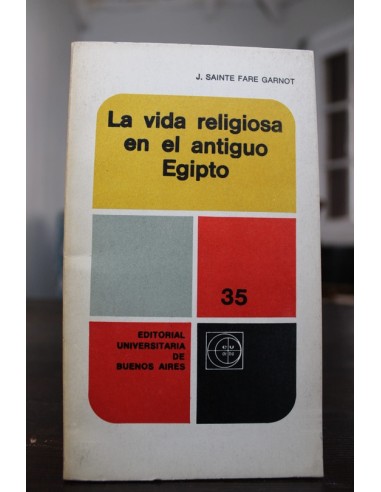 J. SAINTE FARE GARNOT
La vida religiosa
en el antiguo
Egipto
35
EDITORIAL
UNIVERSITARIA
DE
BUENOS AIRES